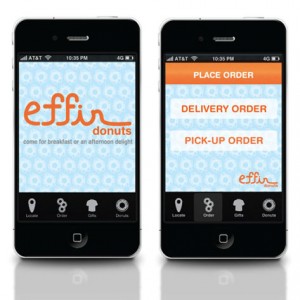 AT&T 10:35 PM 4G
effin
donuts
come for breakfast or an afternoon delight
Locate Order Gifts Donuts
AT&T 10:35 PM 4G
PLACE ORDER
DELIVERY ORDER
PICK-UP ORDER
effin
donuts
Locate Order Gifts Donuts